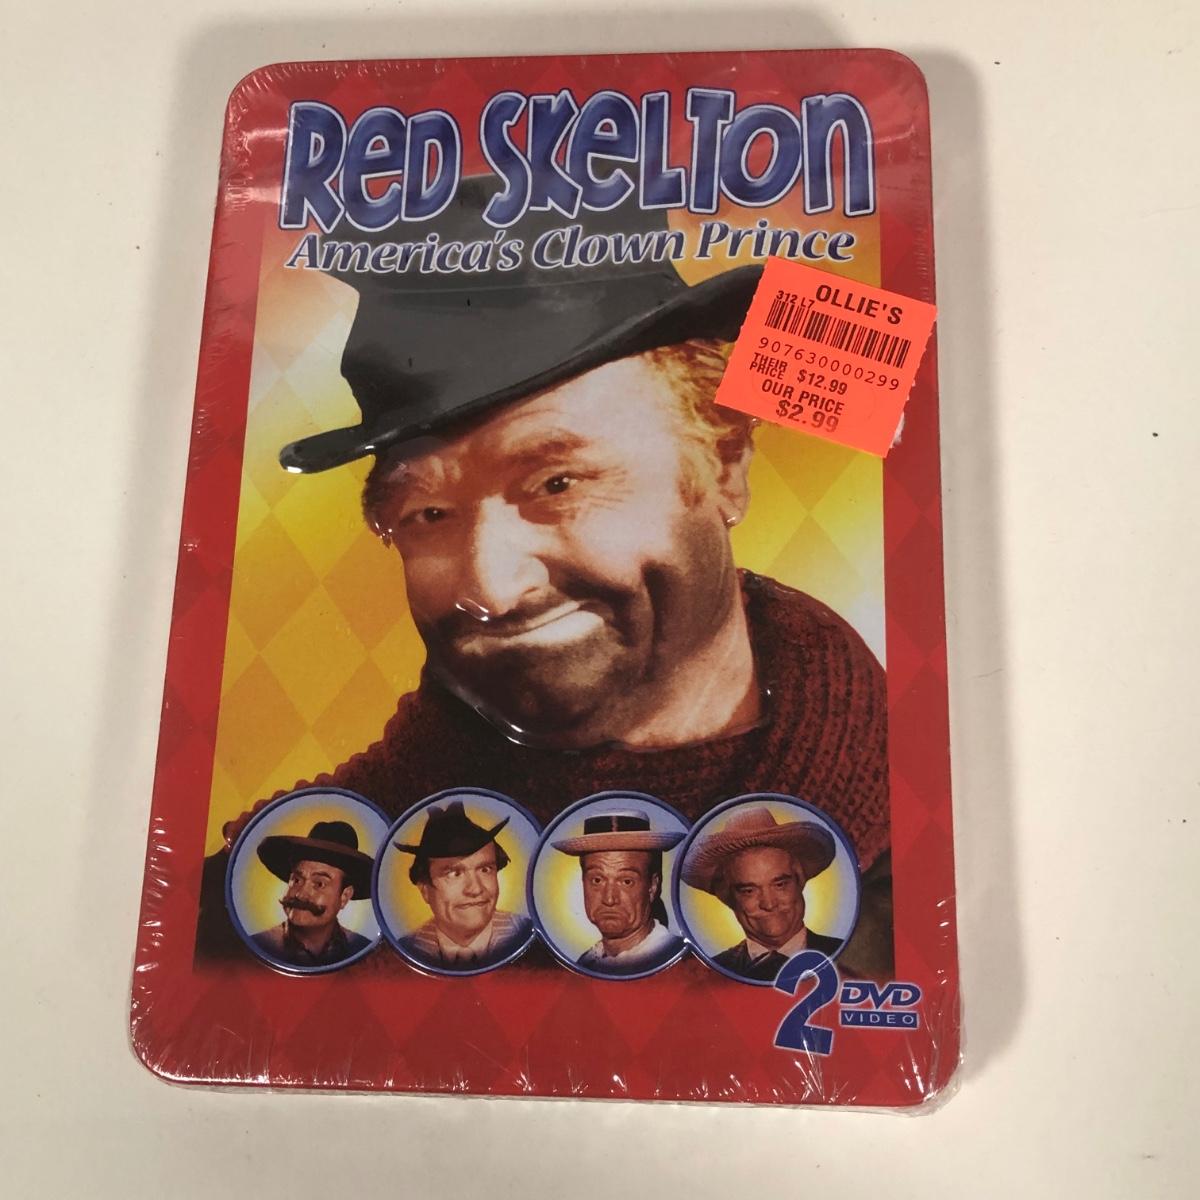 RED SKELTON
America's Clown Prince
OLLIE'S
312 L7
907630000299
THEIR
PRICE $12.99
OUR PRICE
$2.99
2 DVD
VIDEO